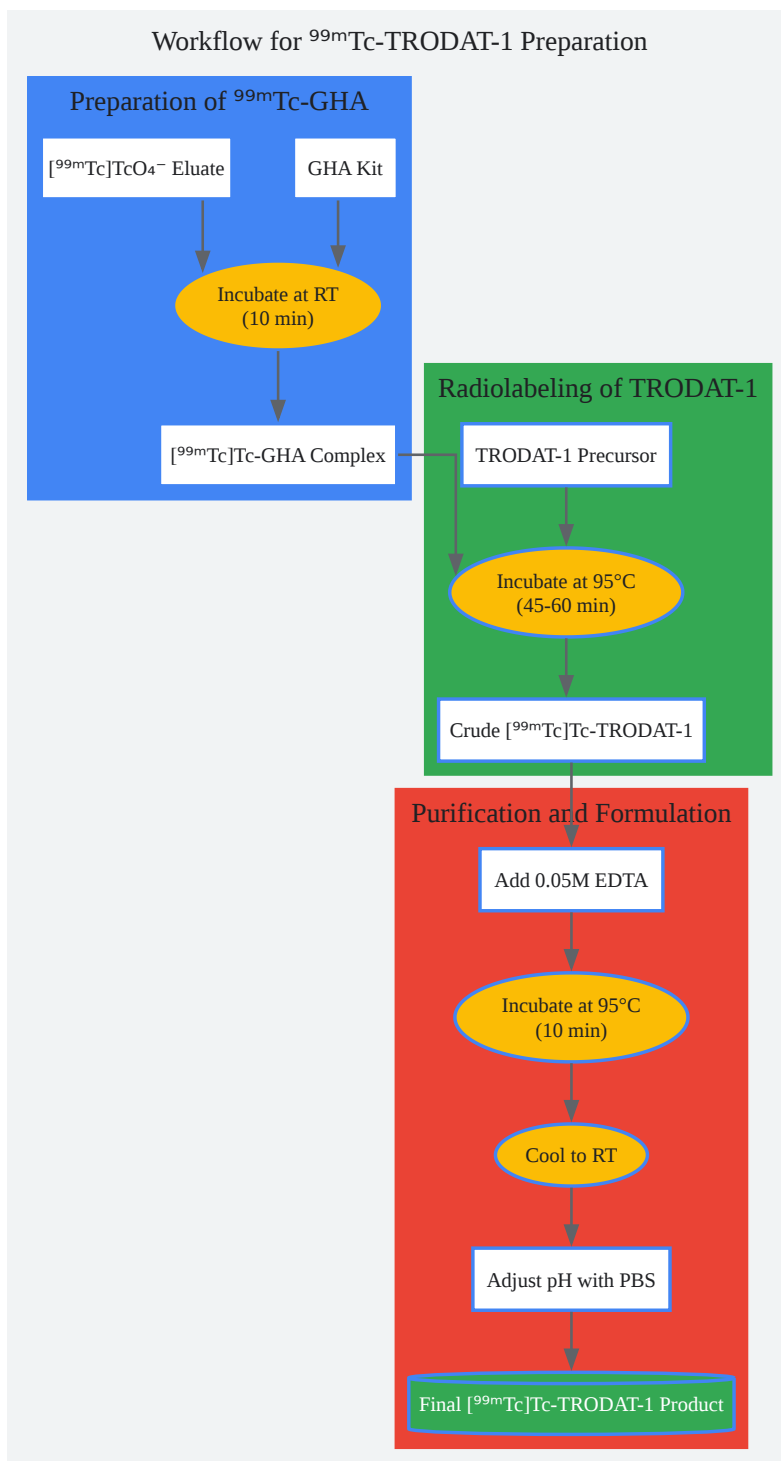 Workflow for ⁹⁹ᵐTc-TRODAT-1 Preparation
Preparation of ⁹⁹ᵐTc-GHA
[⁹⁹ᵐTc]TcO₄⁻ Eluate
GHA Kit
Incubate at RT
(10 min)
[⁹⁹ᵐTc]Tc-GHA Complex
Radiolabeling of TRODAT-1
TRODAT-1 Precursor
Incubate at 95°C
(45-60 min)
Crude [⁹⁹ᵐTc]Tc-TRODAT-1
Purification and Formulation
Add 0.05M EDTA
Incubate at 95°C
(10 min)
Cool to RT
Adjust pH with PBS
Final [⁹⁹ᵐTc]Tc-TRODAT-1 Product